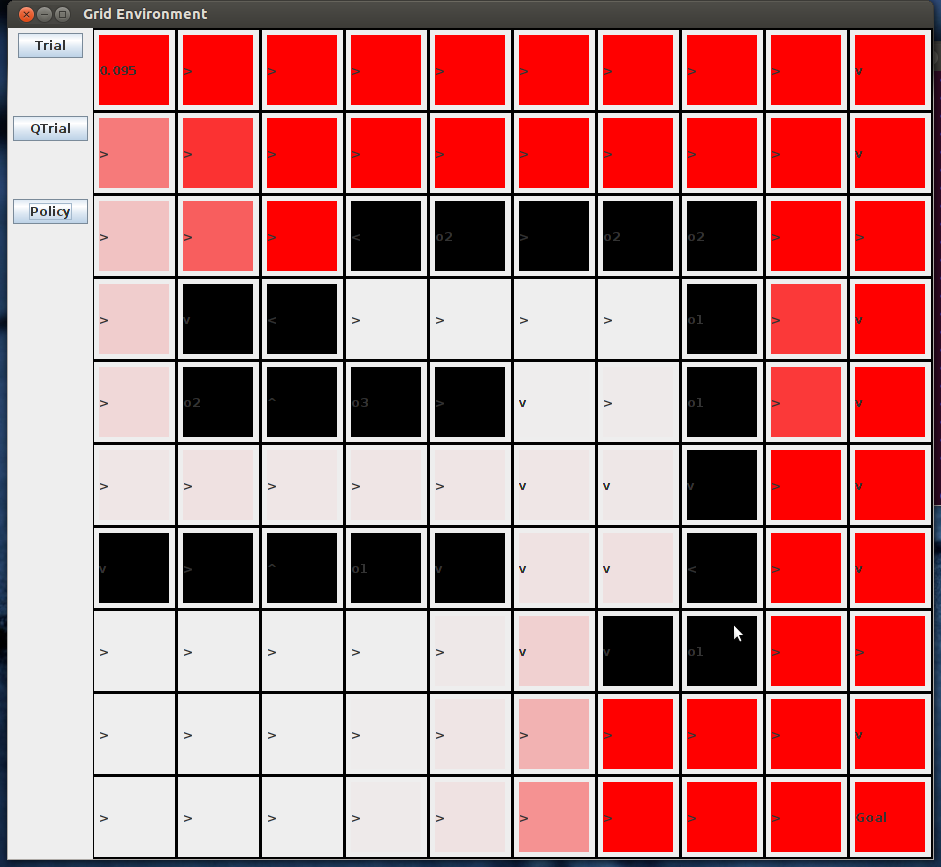 Grid Environment
Trial
QTrial
Policy
0.095 > > > > > > > > v
> > > > > > > > > v
> > > < o2 > o2 o2 > >
> v < > > > > o1 > v
> o2 ^ o3 > v > o1 > v
> > > > > v v v > v
v > ^ o1 v v v < > v
> > > > > v v o1 > >
> > > > > > > > > v
> > > > > > > > > Goal